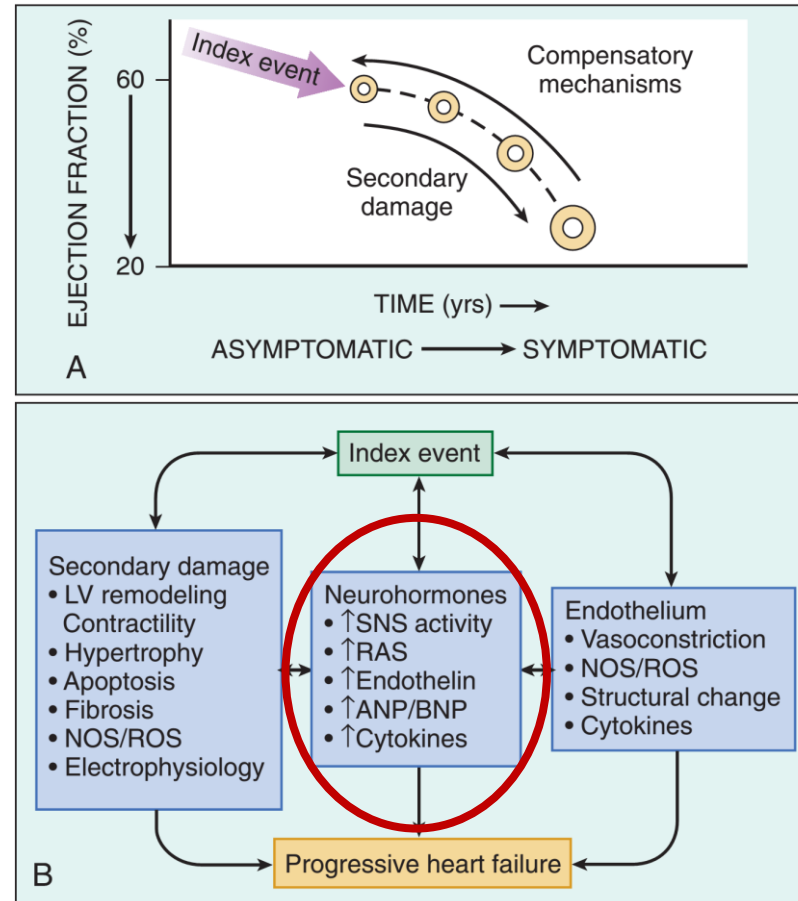 EJECTION FRACTION (%)
60
20
Index event
Compensatory
mechanisms
Secondary
damage
TIME (yrs)
ASYMPTOMATIC
SYMPTOMATIC
A
Index event
Secondary damage
• LV remodeling
Contractility
• Hypertrophy
• Apoptosis
• Fibrosis
• NOS/ROS
• Electrophysiology
Neurohormones
• ↑SNS activity
• ↑RAS
• ↑Endothelin
• ↑ANP/BNP
• ↑Cytokines
Endothelium
• Vasoconstriction
• NOS/ROS
• Structural change
• Cytokines
Progressive heart failure
B